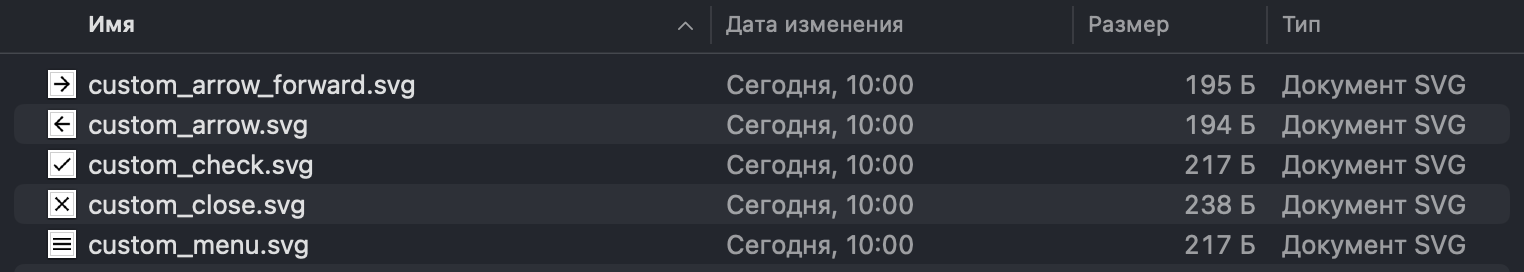 Имя Дата изменения Размер Тип
custom_arrow_forward.svg Сегодня, 10:00 195 Б Документ SVG
custom_arrow.svg Сегодня, 10:00 194 Б Документ SVG
custom_check.svg Сегодня, 10:00 217 Б Документ SVG
custom_close.svg Сегодня, 10:00 238 Б Документ SVG
custom_menu.svg Сегодня, 10:00 217 Б Документ SVG